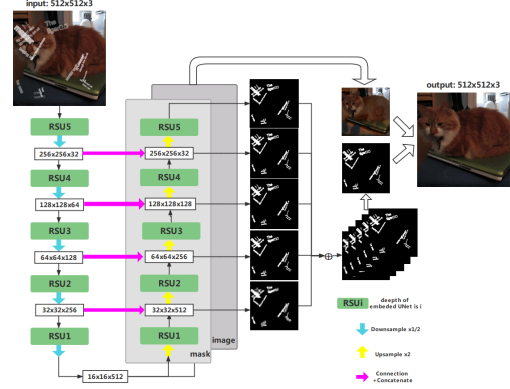 input: 512x512x3
output: 512x512x3
RSU5
256x256x32
RSU4
128x128x64
RSU3
64x64x128
RSU2
32x32x256
RSU1
16x16x512
RSU5
256x256x32
RSU4
128x128x128
RSU3
64x64x256
RSU2
32x32x512
RSU1
image
mask
RSUi
deepth of
embeded UNet is i
Downsample x1/2
Upsample x2
Connection
+Concatenate